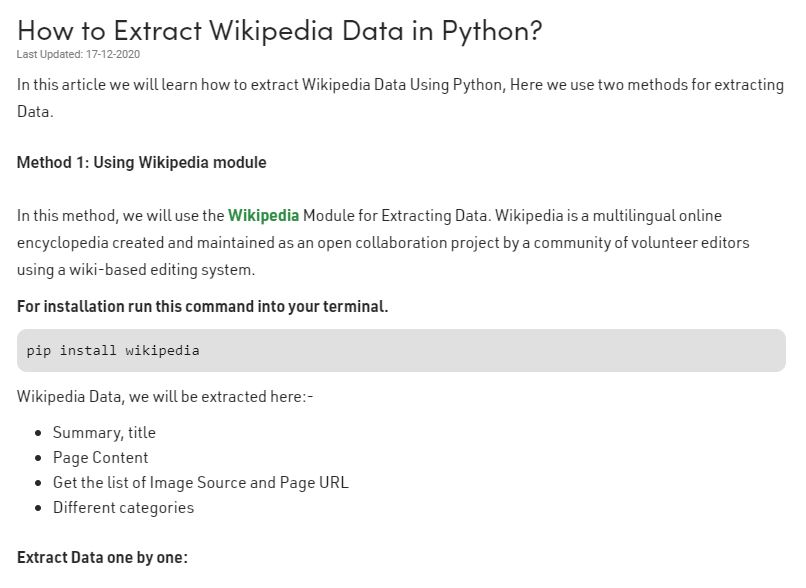 How to Extract Wikipedia Data in Python?
Last Updated: 17-12-2020
In this article we will learn how to extract Wikipedia Data Using Python, Here we use two methods for extracting
Data.
Method 1: Using Wikipedia module
In this method, we will use the Wikipedia Module for Extracting Data. Wikipedia is a multilingual online
encyclopedia created and maintained as an open collaboration project by a community of volunteer editors
using a wiki-based editing system.
For installation run this command into your terminal.
pip install wikipedia
Wikipedia Data, we will be extracted here:-
• Summary, title
• Page Content
• Get the list of Image Source and Page URL
• Different categories
Extract Data one by one: